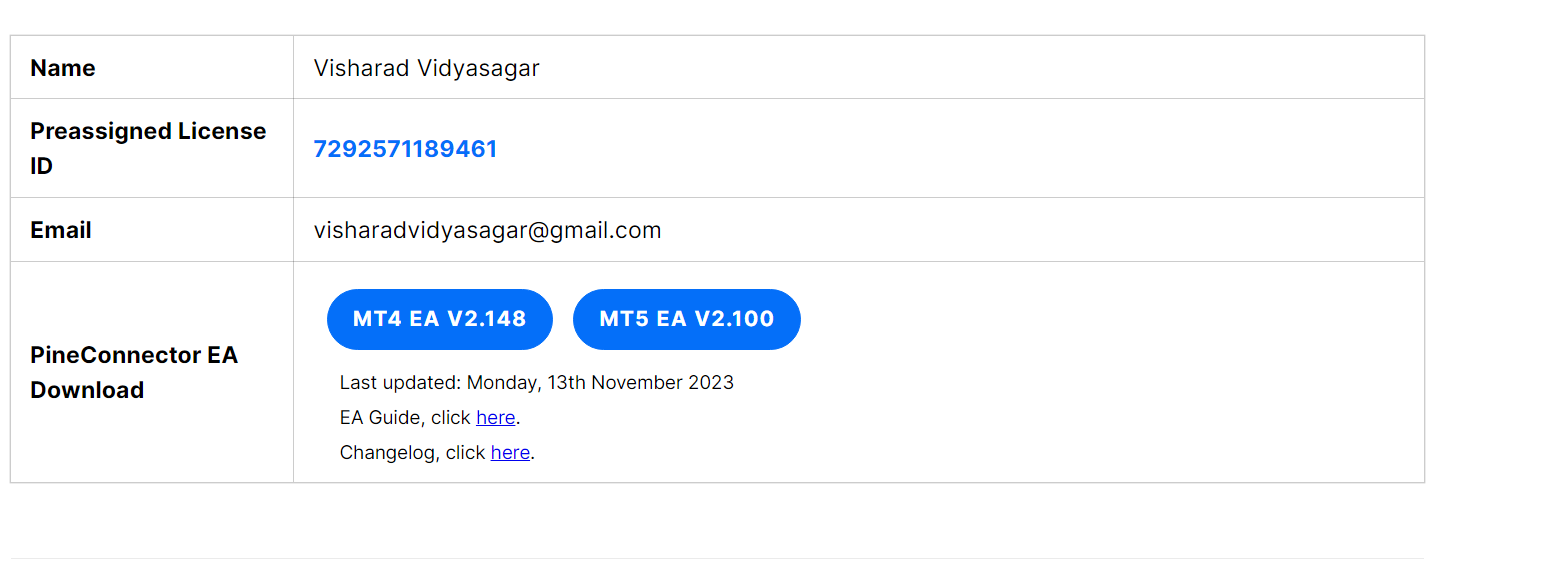 Name
Visharad Vidyasagar
Preassigned License
ID
7292571189461
Email
visharadvidyasagar@gmail.com
PineConnector EA
Download
MT4 EA V2.148
MT5 EA V2.100
Last updated: Monday, 13th November 2023
EA Guide, click here.
Changelog, click here.